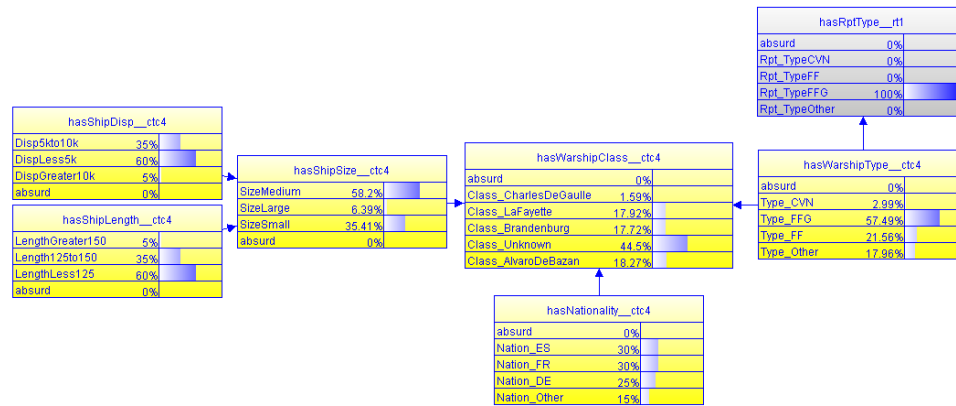 hasRptType__rt1
absurd 0%
Rpt_TypeCVN 0%
Rpt_TypeFF 0%
Rpt_TypeFFG 100%
Rpt_TypeOther 0%
hasShipDisp__ctc4
Disp5kto10k 35%
DispLess5k 60%
DispGreater10k 5%
absurd 0%
hasShipLength__ctc4
LengthGreater150 5%
Length125to150 35%
LengthLess125 60%
absurd 0%
hasShipSize__ctc4
SizeMedium 58.2%
SizeLarge 6.39%
SizeSmall 35.41%
absurd 0%
hasWarshipClass__ctc4
absurd 0%
Class_CharlesDeGaulle 1.59%
Class_LaFayette 17.92%
Class_Brandenburg 17.72%
Class_Unknown 44.5%
Class_AlvaroDeBazan 18.27%
hasWarshipType__ctc4
absurd 0%
Type_CVN 2.99%
Type_FFG 57.49%
Type_FF 21.56%
Type_Other 17.96%
hasNationality__ctc4
absurd 0%
Nation_ES 30%
Nation_FR 30%
Nation_DE 25%
Nation_Other 15%